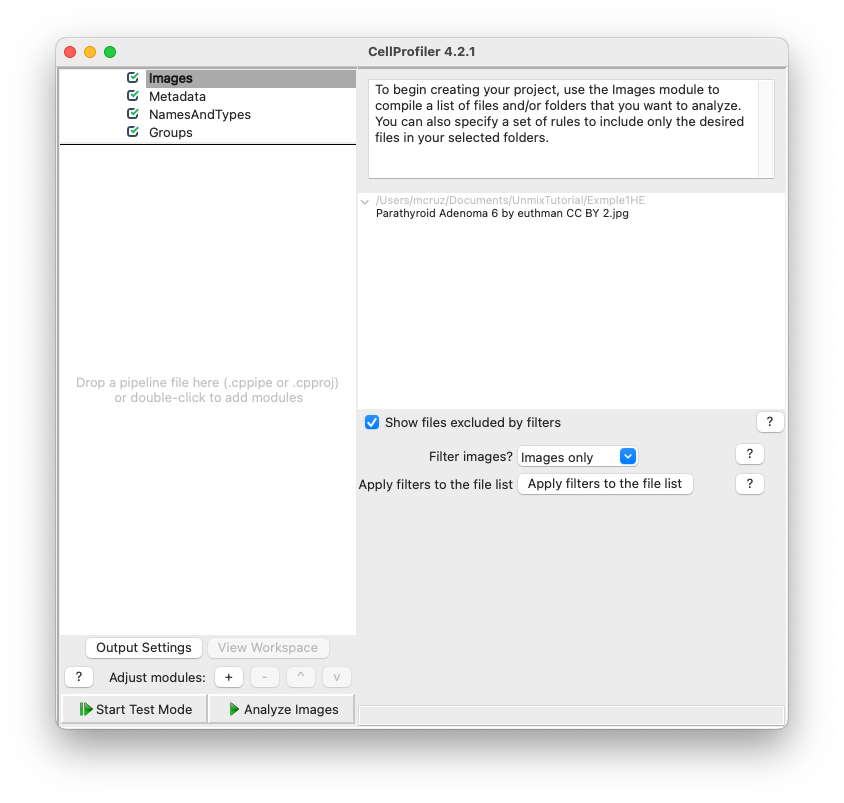 CellProfiler 4.2.1
Images
Metadata
NamesAndTypes
Groups
Drop a pipeline file here (.cppipe or .cpproj)
or double-click to add modules
Output Settings
View Workspace
?
Adjust modules:
+
-
^
v
Start Test Mode
Analyze Images
To begin creating your project, use the Images module to
compile a list of files and/or folders that you want to analyze.
You can also specify a set of rules to include only the desired
files in your selected folders.
/Users/mcruz/Documents/UnmixTutorial/Exmple1HE
Parathyroid Adenoma 6 by euthman CC BY 2.jpg
Show files excluded by filters
?
Filter images?
Images only
?
Apply filters to the file list
Apply filters to the file list
?